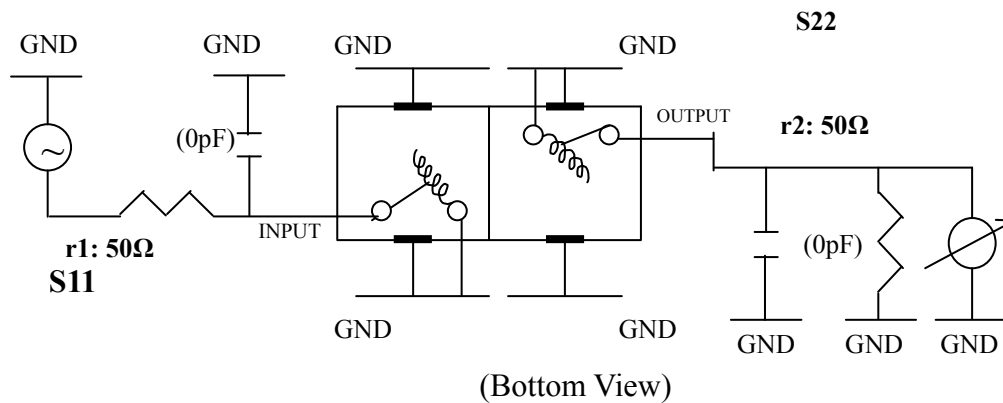 S22
GND
GND
GND
GND
(0pF)
OUTPUT
r2: 50Ω
INPUT
(0pF)
r1: 50Ω
S11
GND
GND
GND
GND
GND
(Bottom View)